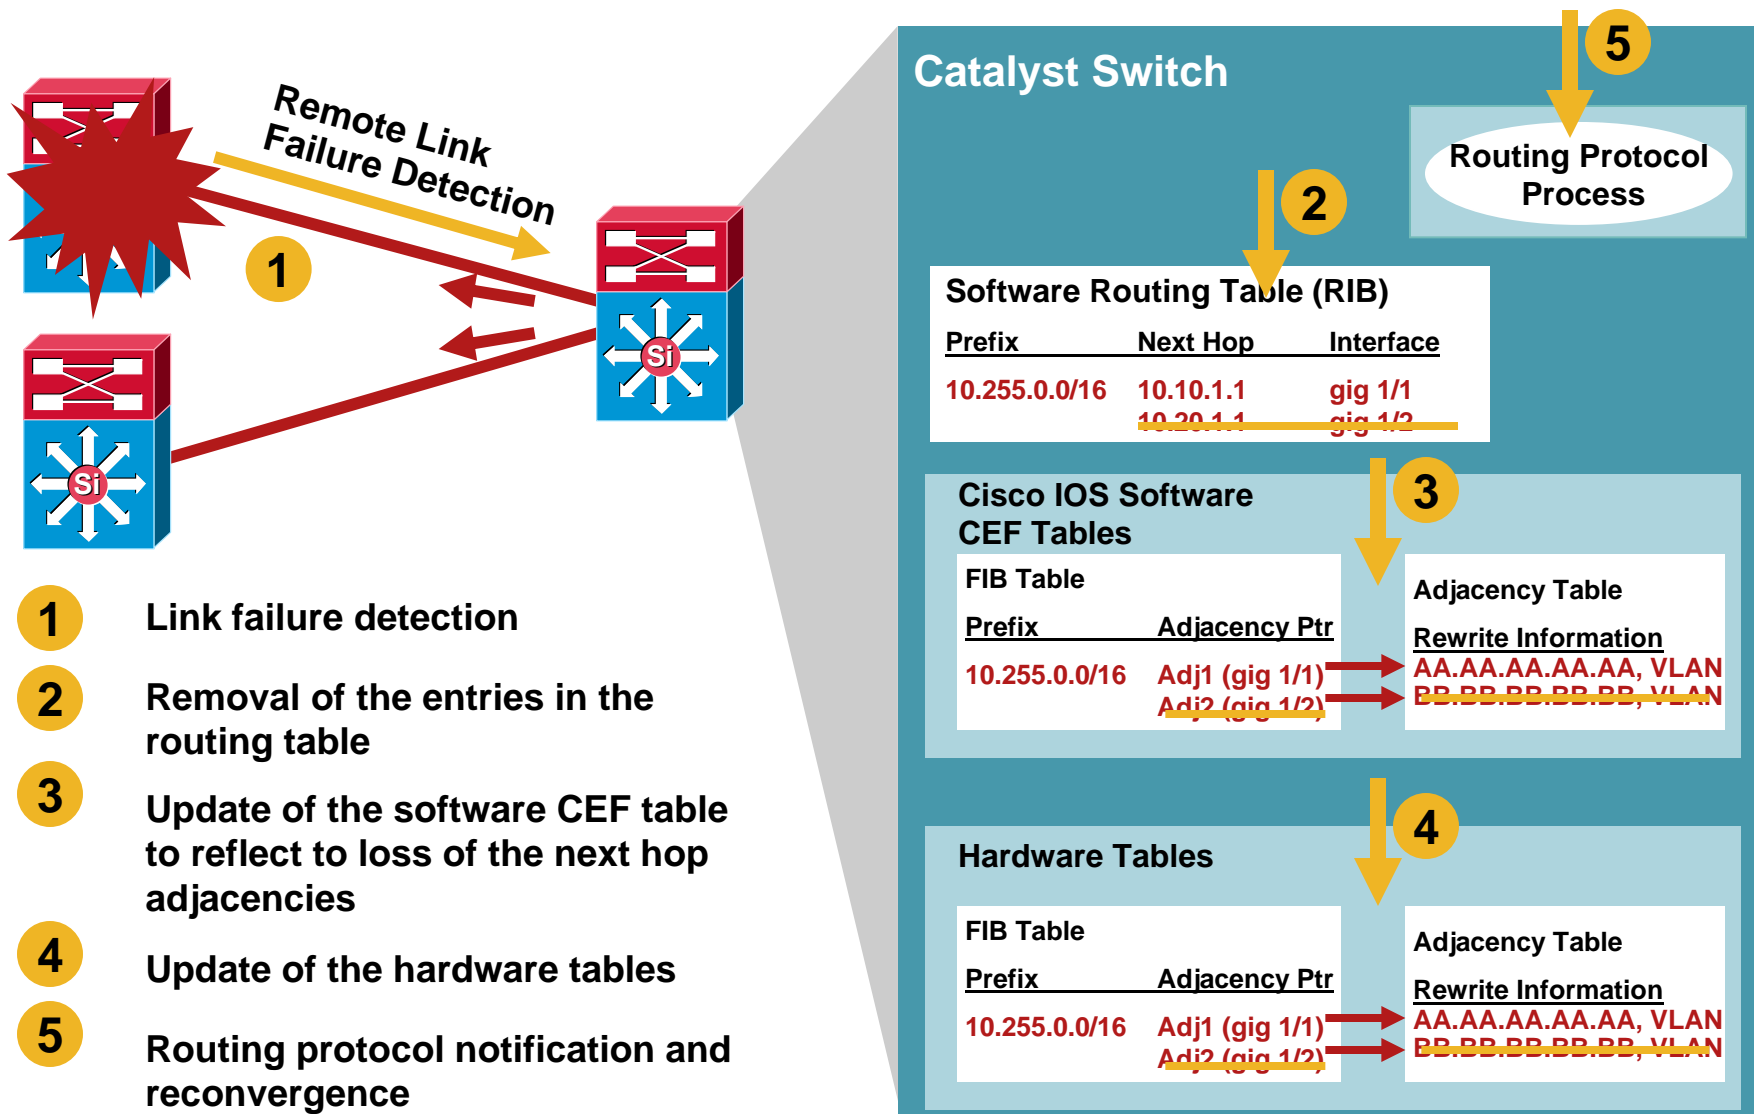 Remote Link
Failure Detection
1
Si
Si
1 Link failure detection
2 Removal of the entries in the
routing table
3 Update of the software CEF table
to reflect to loss of the next hop
adjacencies
4 Update of the hardware tables
5 Routing protocol notification and
reconvergence
Catalyst Switch
5
Routing Protocol
Process
2
Software Routing Table (RIB)
Prefix Next Hop Interface
10.255.0.0/16 10.10.1.1 gig 1/1
10.20.1.1 gig 1/2
3
Cisco IOS Software
CEF Tables
FIB Table
Prefix Adjacency Ptr
10.255.0.0/16 Adj1 (gig 1/1)
Adj2 (gig 1/2)
Adjacency Table
Rewrite Information
AA.AA.AA.AA.AA, VLAN
BB.BB.BB.BB.BB, VLAN
4
Hardware Tables
FIB Table
Prefix Adjacency Ptr
10.255.0.0/16 Adj1 (gig 1/1)
Adj2 (gig 1/2)
Adjacency Table
Rewrite Information
AA.AA.AA.AA.AA, VLAN
BB.BB.BB.BB.BB, VLAN